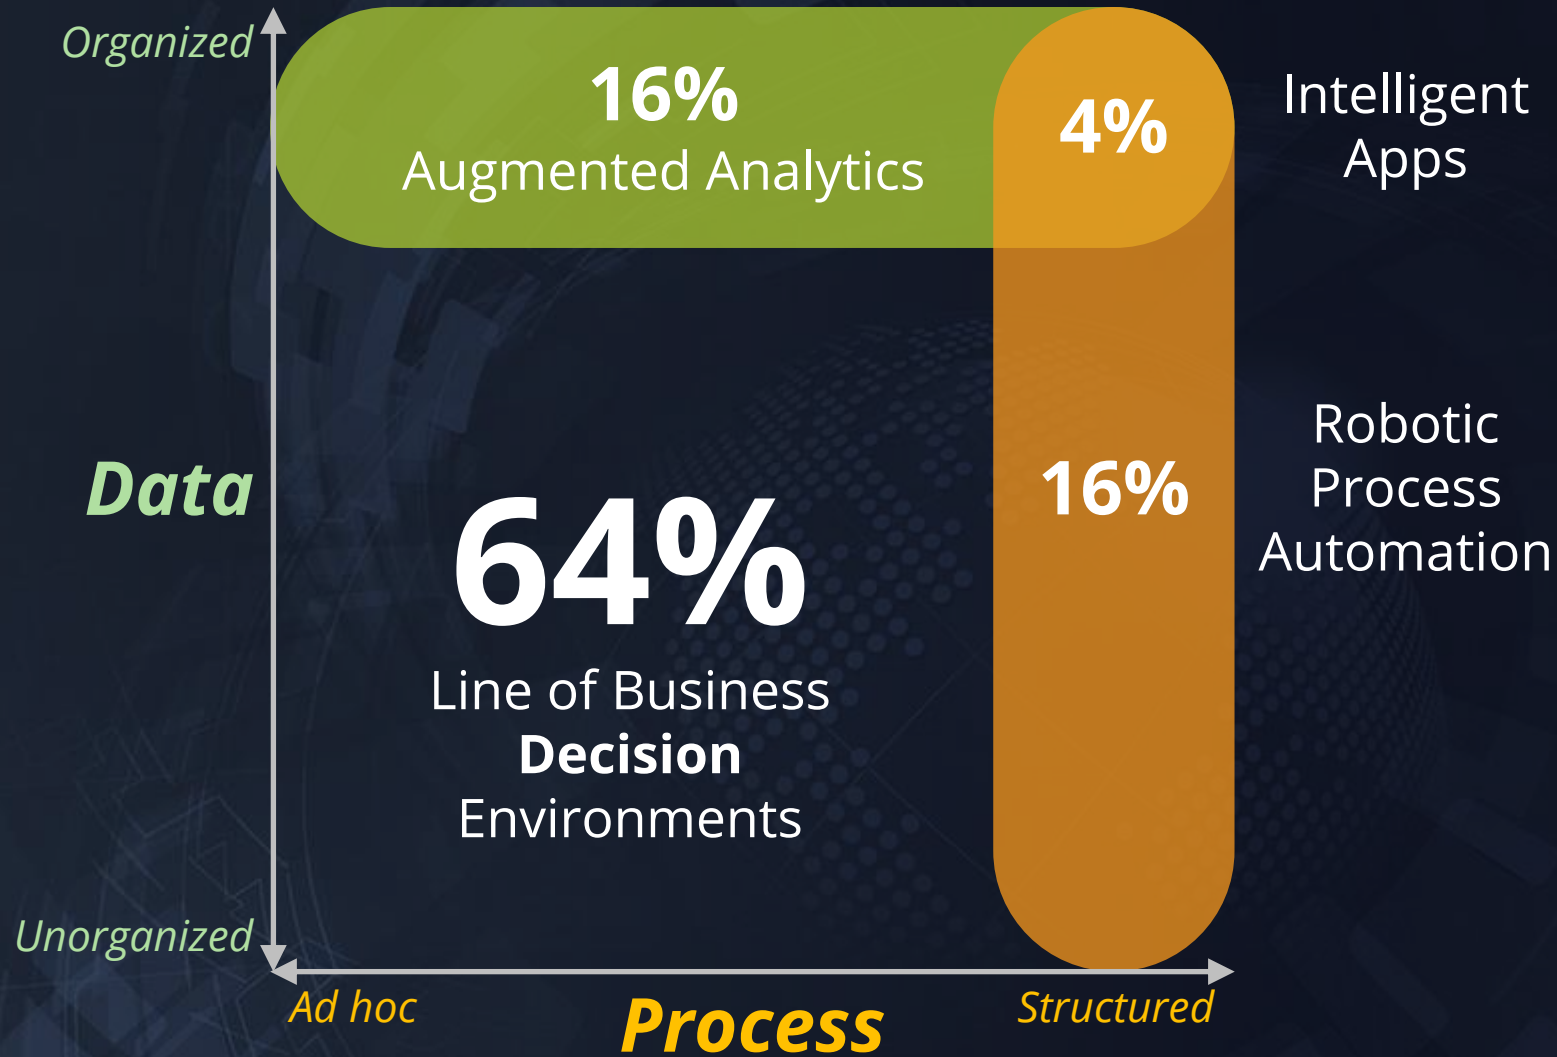 Organized
16%
Augmented Analytics
4%
Intelligent
Apps
Data
64%
Line of Business
Decision
Environments
16%
Robotic
Process
Automation
Unorganized
Ad hoc
Process
Structured